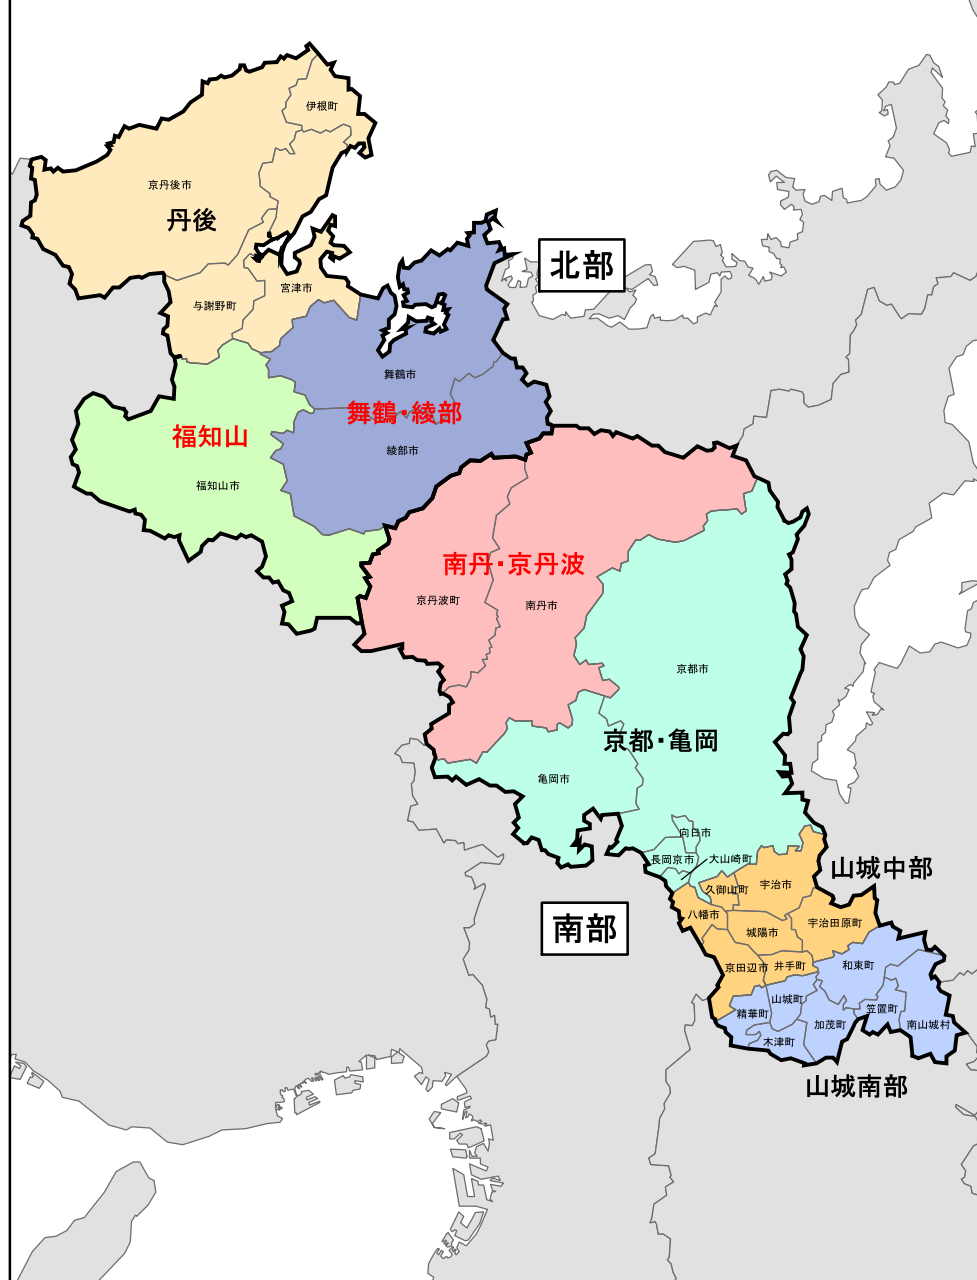 伊根町
京丹後市
丹後
北部
宮津市
与謝野町
舞鶴市
舞鶴・綾部
福知山
綾部市
福知山市
南丹・京丹波
京丹波町
南丹市
京都市
京都・亀岡
亀岡市
向日市
長岡京市
大山崎町
山城中部
久御山町
宇治市
八幡市
宇治田原町
南部
城陽市
京田辺市
井手町
和束町
山城町
精華町
笠置町
加茂町
南山城村
木津町
山城南部